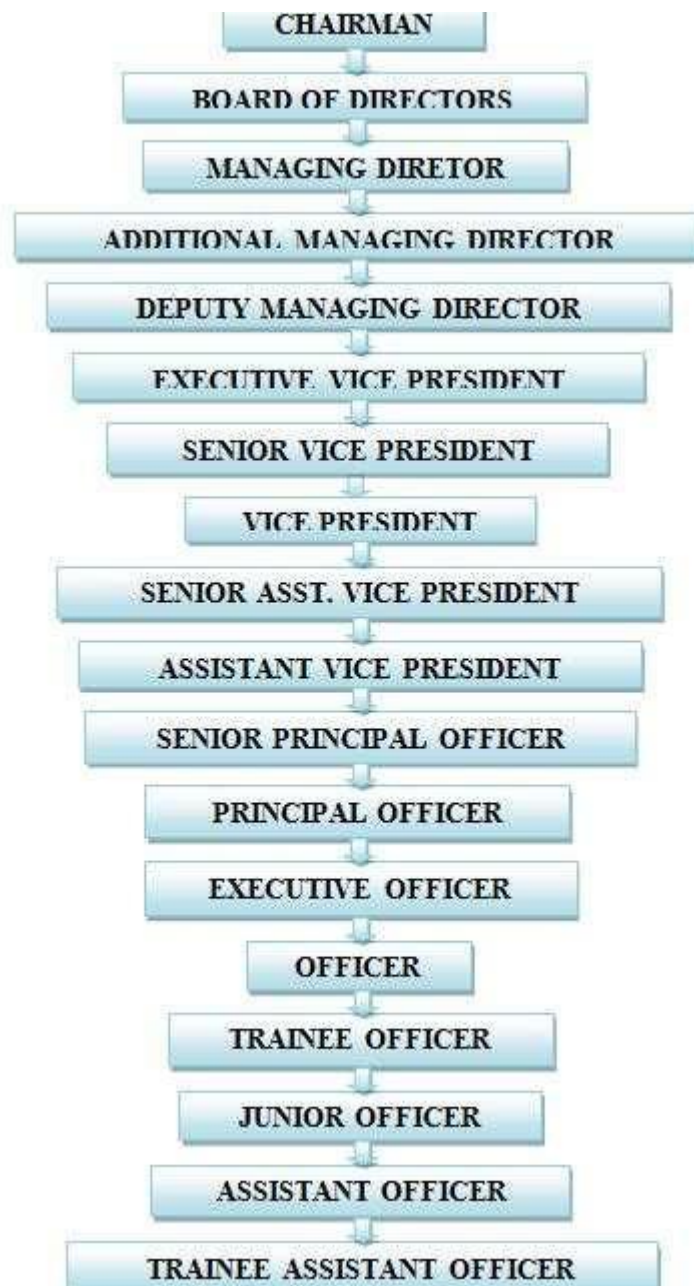 CHAIRMAN
BOARD OF DIRECTORS
MANAGING DIRETOR
ADDITIONAL MANAGING DIRECTOR
DEPUTY MANAGING DIRECTOR
EXECUTIVE VICE PRESIDENT
SENIOR VICE PRESIDENT
VICE PRESIDENT
SENIOR ASST. VICE PRESIDENT
ASSISTANT VICE PRESIDENT
SENIOR PRINCIPAL OFFICER
PRINCIPAL OFFICER
EXECUTIVE OFFICER
OFFICER
TRAINEE OFFICER
JUNIOR OFFICER
ASSISTANT OFFICER
TRAINEE ASSISTANT OFFICER